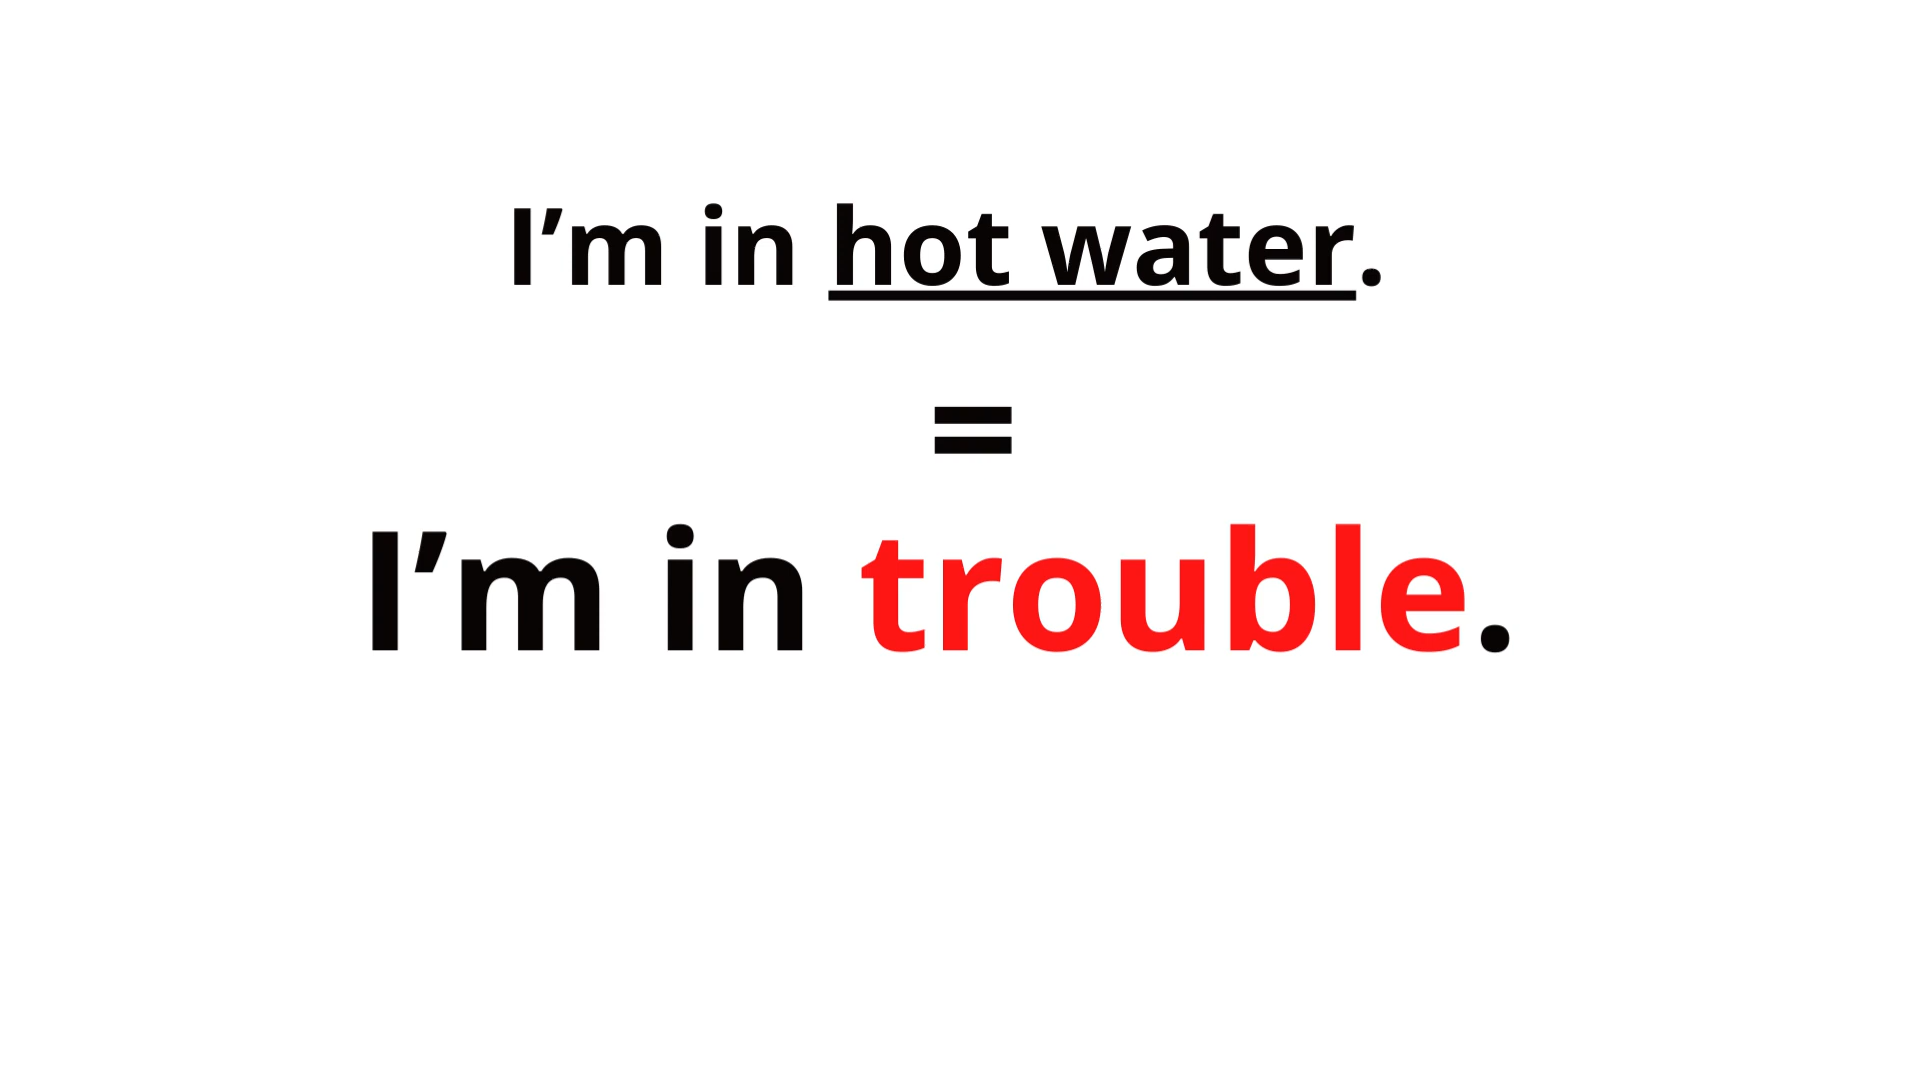 I’m in hot water.
=
I’m in trouble.